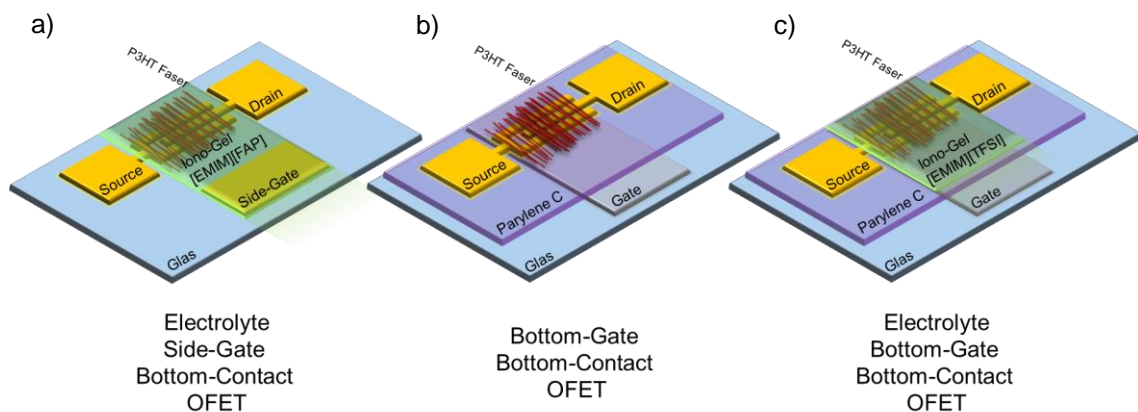 a)
P3HT Faser
Drain
Iono-Gel
[EMIM][FAP]
Source
Side-Gate
Glas
Electrolyte
Side-Gate
Bottom-Contact
OFET
b)
P3HT Faser
Drain
Source
Gate
Parylene C
Glas
Bottom-Gate
Bottom-Contact
OFET
c)
P3HT Faser
Drain
Iono-Gel
[EMIM][TFSI]
Source
Gate
Parylene C
Glas
Electrolyte
Bottom-Gate
Bottom-Contact
OFET